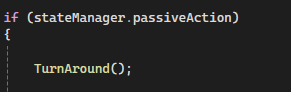 if (stateManager.passiveAction)
{
TurnAround();